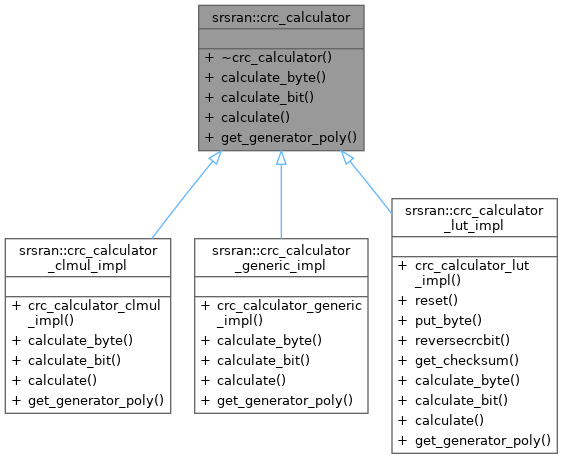 srsran::crc_calculator
+ ~crc_calculator()
+ calculate_byte()
+ calculate_bit()
+ calculate()
+ get_generator_poly()
srsran::crc_calculator
_clmul_impl
+ crc_calculator_clmul
_impl()
+ calculate_byte()
+ calculate_bit()
+ calculate()
+ get_generator_poly()
srsran::crc_calculator
_generic_impl
+ crc_calculator_generic
_impl()
+ calculate_byte()
+ calculate_bit()
+ calculate()
+ get_generator_poly()
srsran::crc_calculator
_lut_impl
+ crc_calculator_lut
_impl()
+ reset()
+ put_byte()
+ reversecrcbit()
+ get_checksum()
+ calculate_byte()
+ calculate_bit()
+ calculate()
+ get_generator_poly()